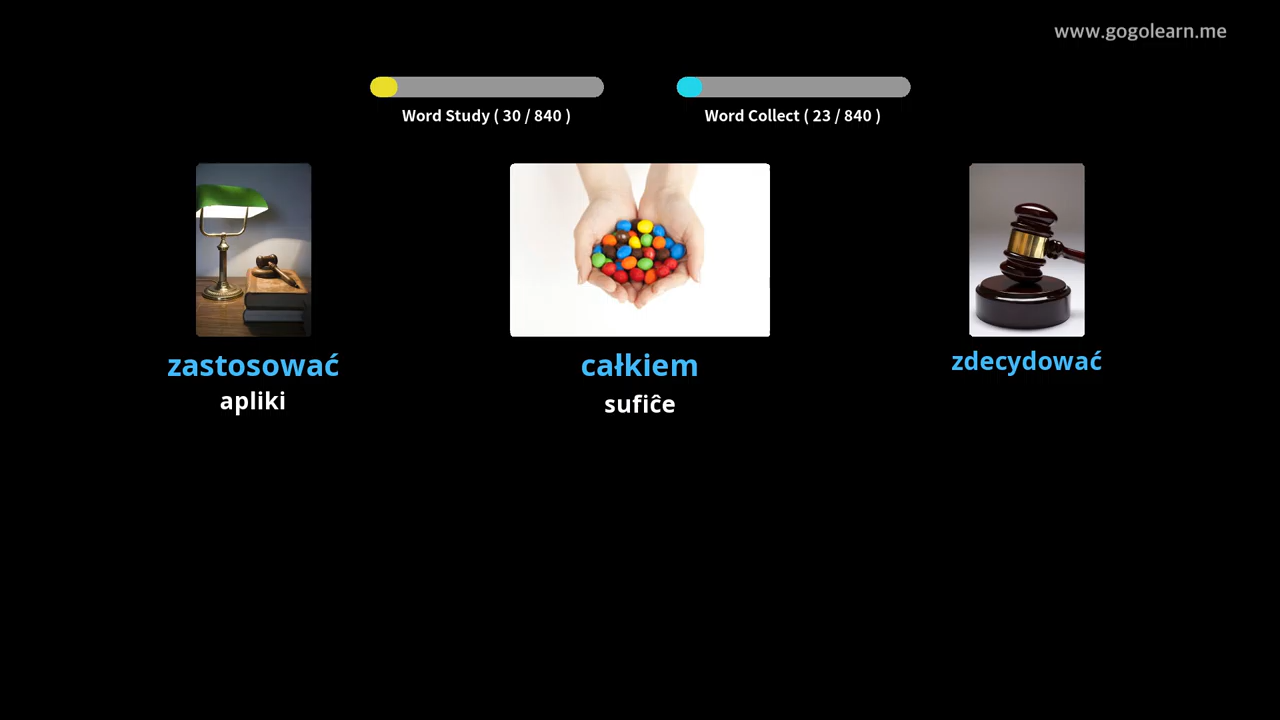 www.gogolearn.me
Word Study ( 30 / 840 )
Word Collect ( 23 / 840 )
zastosować
apliki
całkiem
sufiĉe
zdecydować